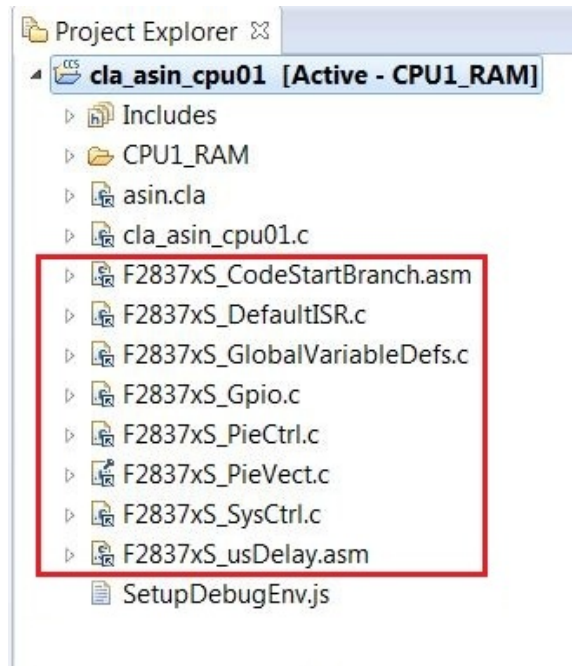 Project Explorer
cla_asin_cpu01 [Active - CPU1_RAM]
Includes
CPU1_RAM
asin.cla
cla_asin_cpu01.c
F2837xS_CodeStartBranch.asm
F2837xS_DefaultISR.c
F2837xS_GlobalVariableDefs.c
F2837xS_Gpio.c
F2837xS_PieCtrl.c
F2837xS_PieVect.c
F2837xS_SysCtrl.c
F2837xS_usDelay.asm
SetupDebugEnv.js